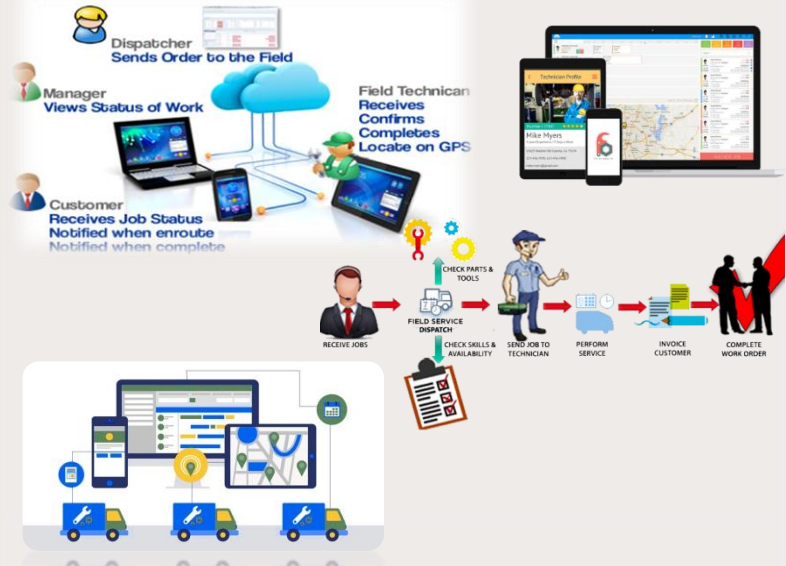 Dispatcher
Sends Order to the Field
Manager
Views Status of Work
Field Technician
Receives
Confirms
Completes
Locate on GPS
Customer
Receives Job Status
Notified when enroute
Notified when complete
Technician Profile
Mike Myers
CHECK PARTS &
TOOLS
RECEIVE JOBS
FIELD SERVICE
DISPATCH
CHECK SKILLS &
AVAILABILITY
SEND JOB TO
TECHNICIAN
PERFORM
SERVICE
INVOICE
CUSTOMER
COMPLETE
WORK ORDER